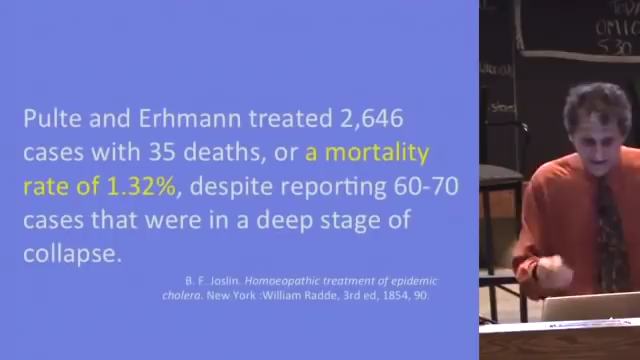 Pulte and Erhmann treated 2,646
cases with 35 deaths, or a mortality
rate of 1.32%, despite reporting 60-70
cases that were in a deep stage of
collapse.
B. F. Joslin. Homoeopathic treatment of epidemic
cholera. New York :William Radde, 3rd ed, 1854, 90.
530